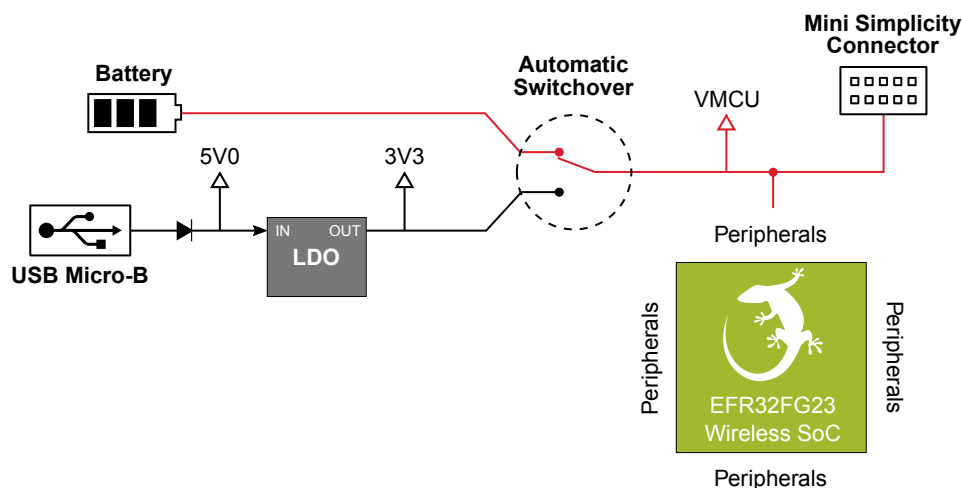 Mini Simplicity
Connector
Battery
Automatic
Switchover
VMCU
5V0
3V3
IN
OUT
LDO
USB Micro-B
Peripherals
Peripherals
Peripherals
EFR32FG23
Wireless SoC
Peripherals